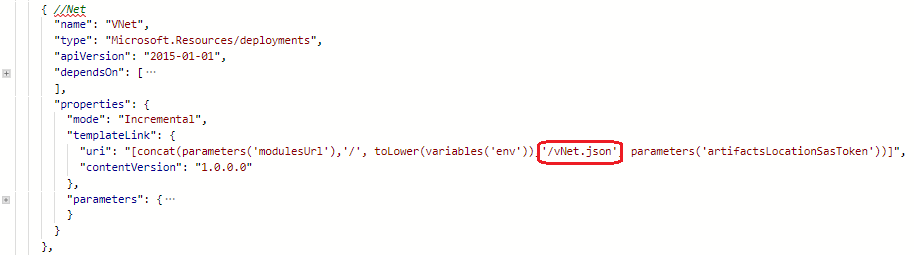 { //Net
"name": "VNet",
"type": "Microsoft.Resources/deployments",
"apiVersion": "2015-01-01",
"dependsOn": [ ...
],
"properties": {
"mode": "Incremental",
"templateLink": {
"uri": "[concat(parameters('modulesUrl'),'/', toLower(variables('env')) '/vNet.json' parameters('artifactsLocationSasToken'))]",
"contentVersion": "1.0.0.0"
},
"parameters": { ...
}
}
},